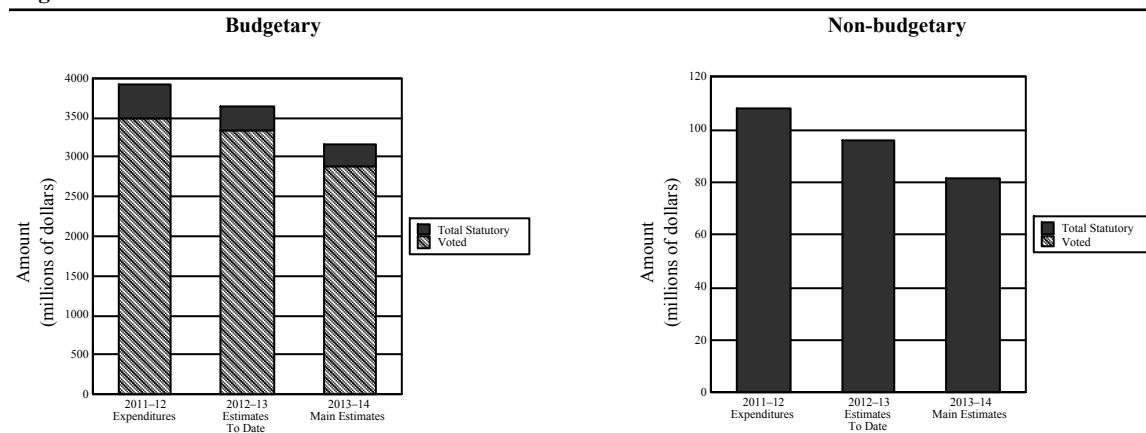 Budgetary
4000
3500
3000
2500
2000
1500
1000
500
0
Amount
(millions of dollars)
2011–12
Expenditures
2012–13
Estimates
To Date
2013–14
Main Estimates
Total Statutory
Voted
Non-budgetary
120
100
80
60
40
20
0
Amount
(millions of dollars)
2011–12
Expenditures
2012–13
Estimates
To Date
2013–14
Main Estimates
Total Statutory
Voted